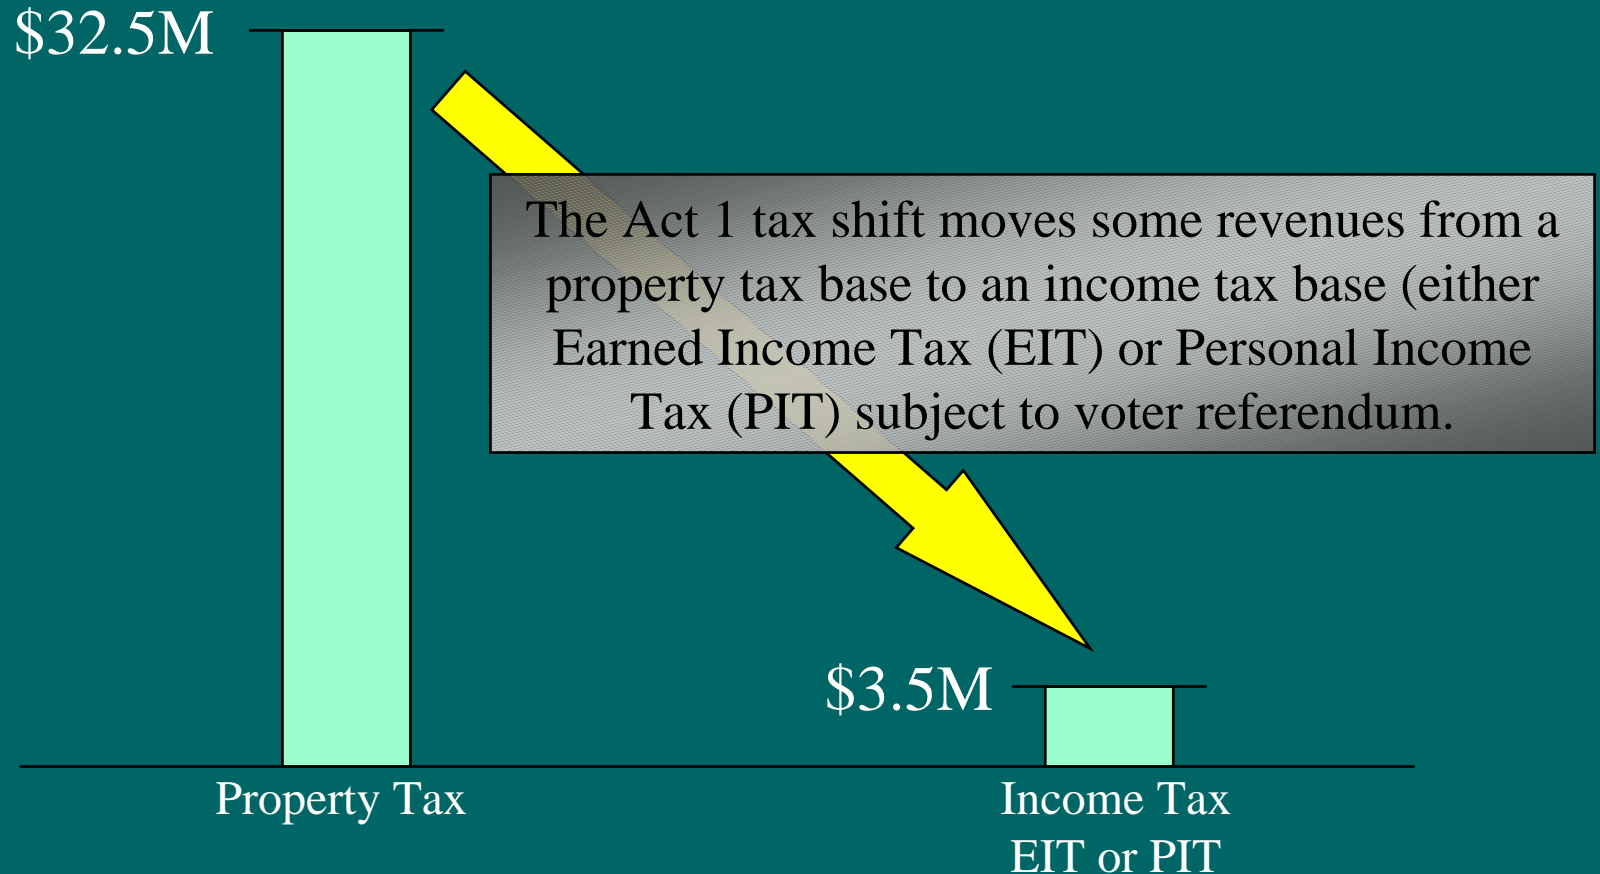 $32.5M
The Act 1 tax shift moves some revenues from a
property tax base to an income tax base (either
Earned Income Tax (EIT) or Personal Income
Tax (PIT) subject to voter referendum.
$3.5M
Property Tax
Income Tax
EIT or PIT